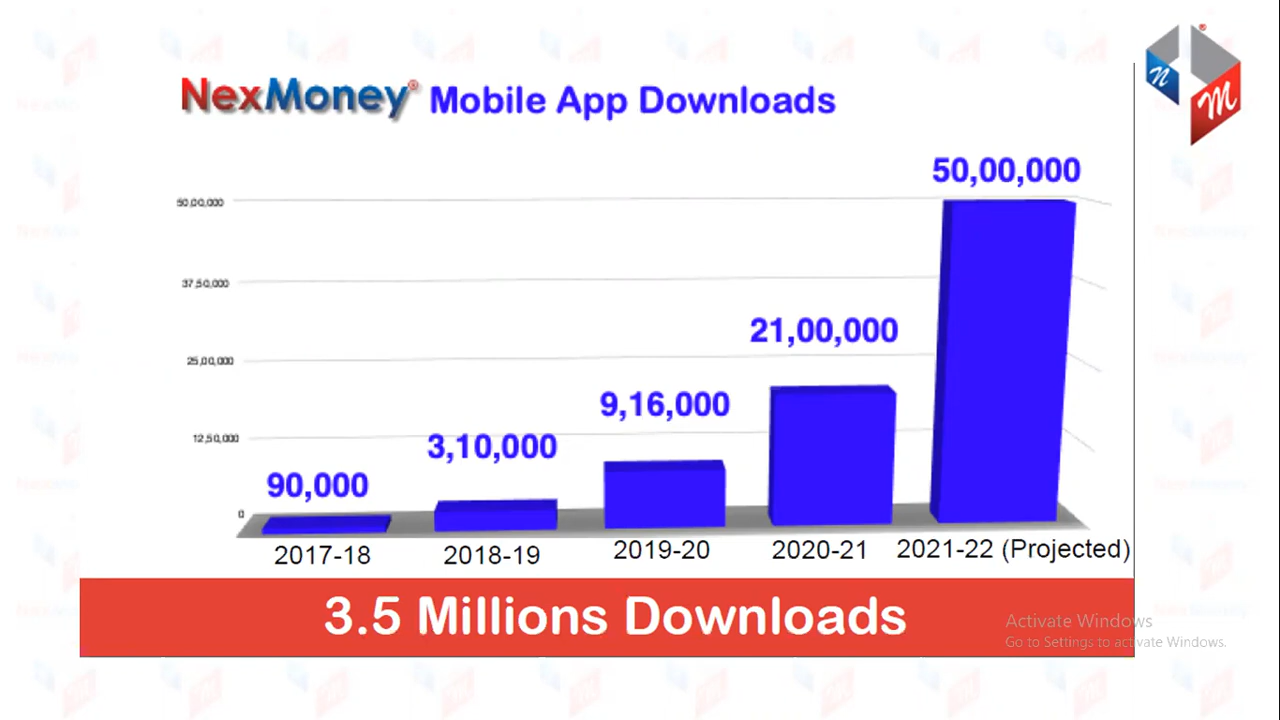 NexMoney® Mobile App Downloads
50,00,000
50,00,000
37,50,000
21,00,000
25,00,000
9,16,000
12,50,000
3,10,000
90,000
0
2017-18 2018-19 2019-20 2020-21 2021-22 (Projected)
3.5 Millions Downloads
Activate Windows
Go to Settings to activate Windows.
n
M